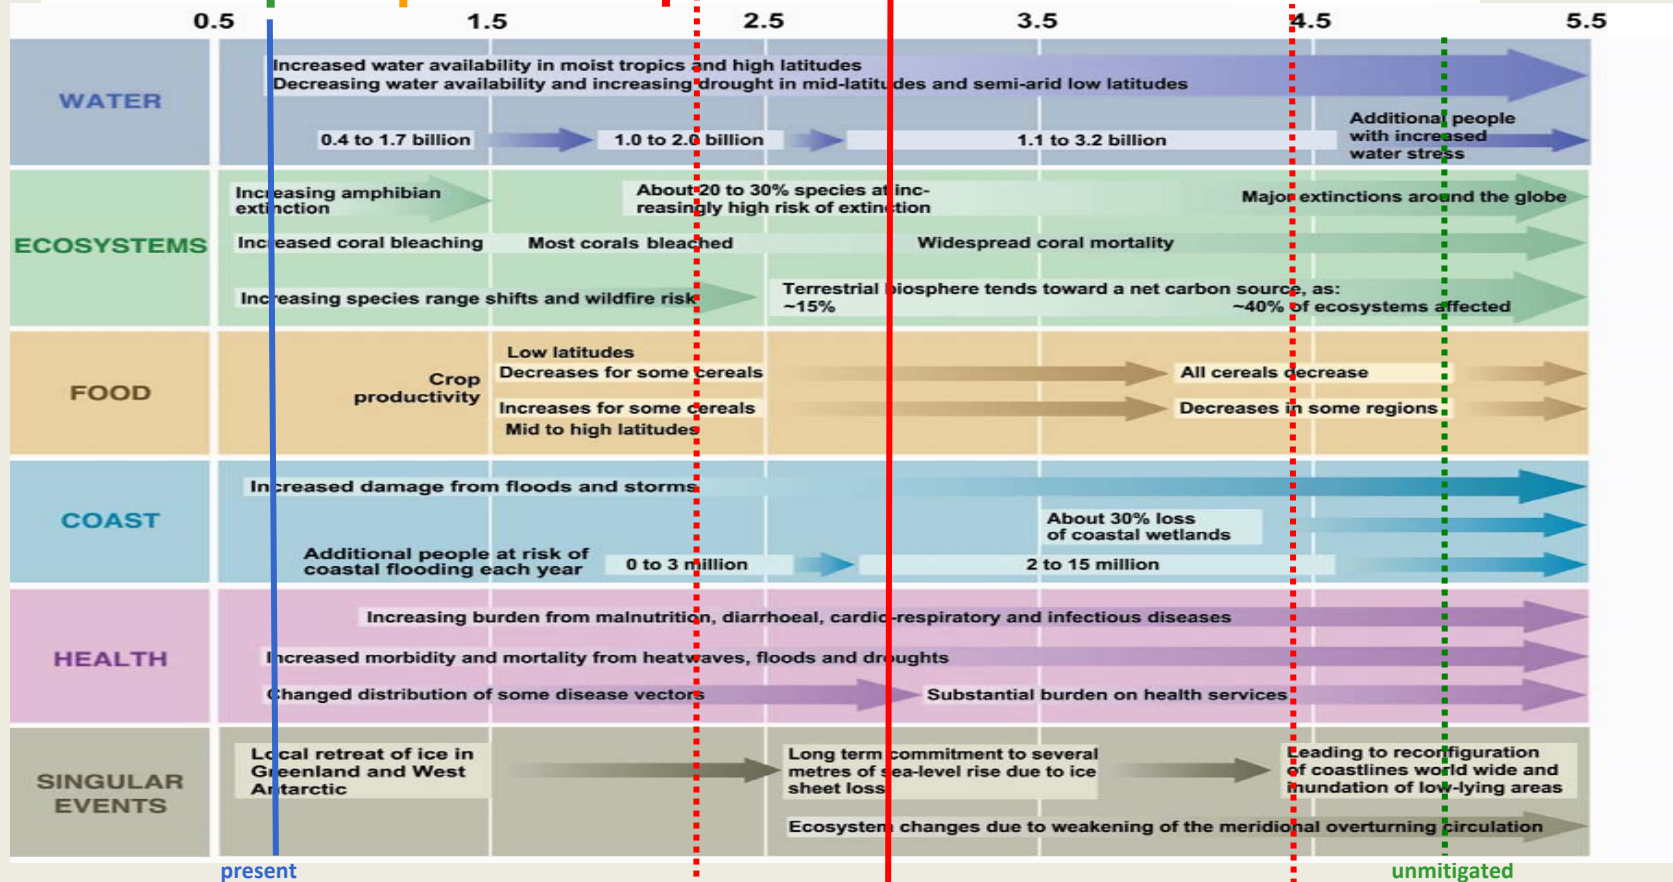 0.5 1.5 2.5 3.5 4.5 5.5
WATER
Increased water availability in moist tropics and high latitudes
Decreasing water availability and increasing drought in mid-latitudes and semi-arid low latitudes
0.4 to 1.7 billion
1.0 to 2.0 billion
1.1 to 3.2 billion
Additional people
with increased
water stress
ECOSYSTEMS
Increasing amphibian
extinction
About 20 to 30% species at inc-
reasingly high risk of extinction
Major extinctions around the globe
Increased coral bleaching
Most corals bleached
Widespread coral mortality
Increasing species range shifts and wildfire risk
Terrestrial biosphere tends toward a net carbon source, as:
~15%
~40% of ecosystems affected
FOOD
Crop
productivity
Low latitudes
Decreases for some cereals
All cereals decrease
Increases for some cereals
Mid to high latitudes
Decreases in some regions
COAST
Increased damage from floods and storms
About 30% loss
of coastal wetlands
Additional people at risk of
coastal flooding each year
0 to 3 million
2 to 15 million
HEALTH
Increasing burden from malnutrition, diarrhoeal, cardio-respiratory and infectious diseases
Increased morbidity and mortality from heatwaves, floods and droughts
Changed distribution of some disease vectors
Substantial burden on health services
SINGULAR
EVENTS
Local retreat of ice in
Greenland and West
Antarctic
Long term commitment to several
metres of sea-level rise due to ice
sheet loss
Leading to reconfiguration
of coastlines world wide and
inundation of low-lying areas
Ecosystem changes due to weakening of the meridional overturning circulation
present
unmitigated